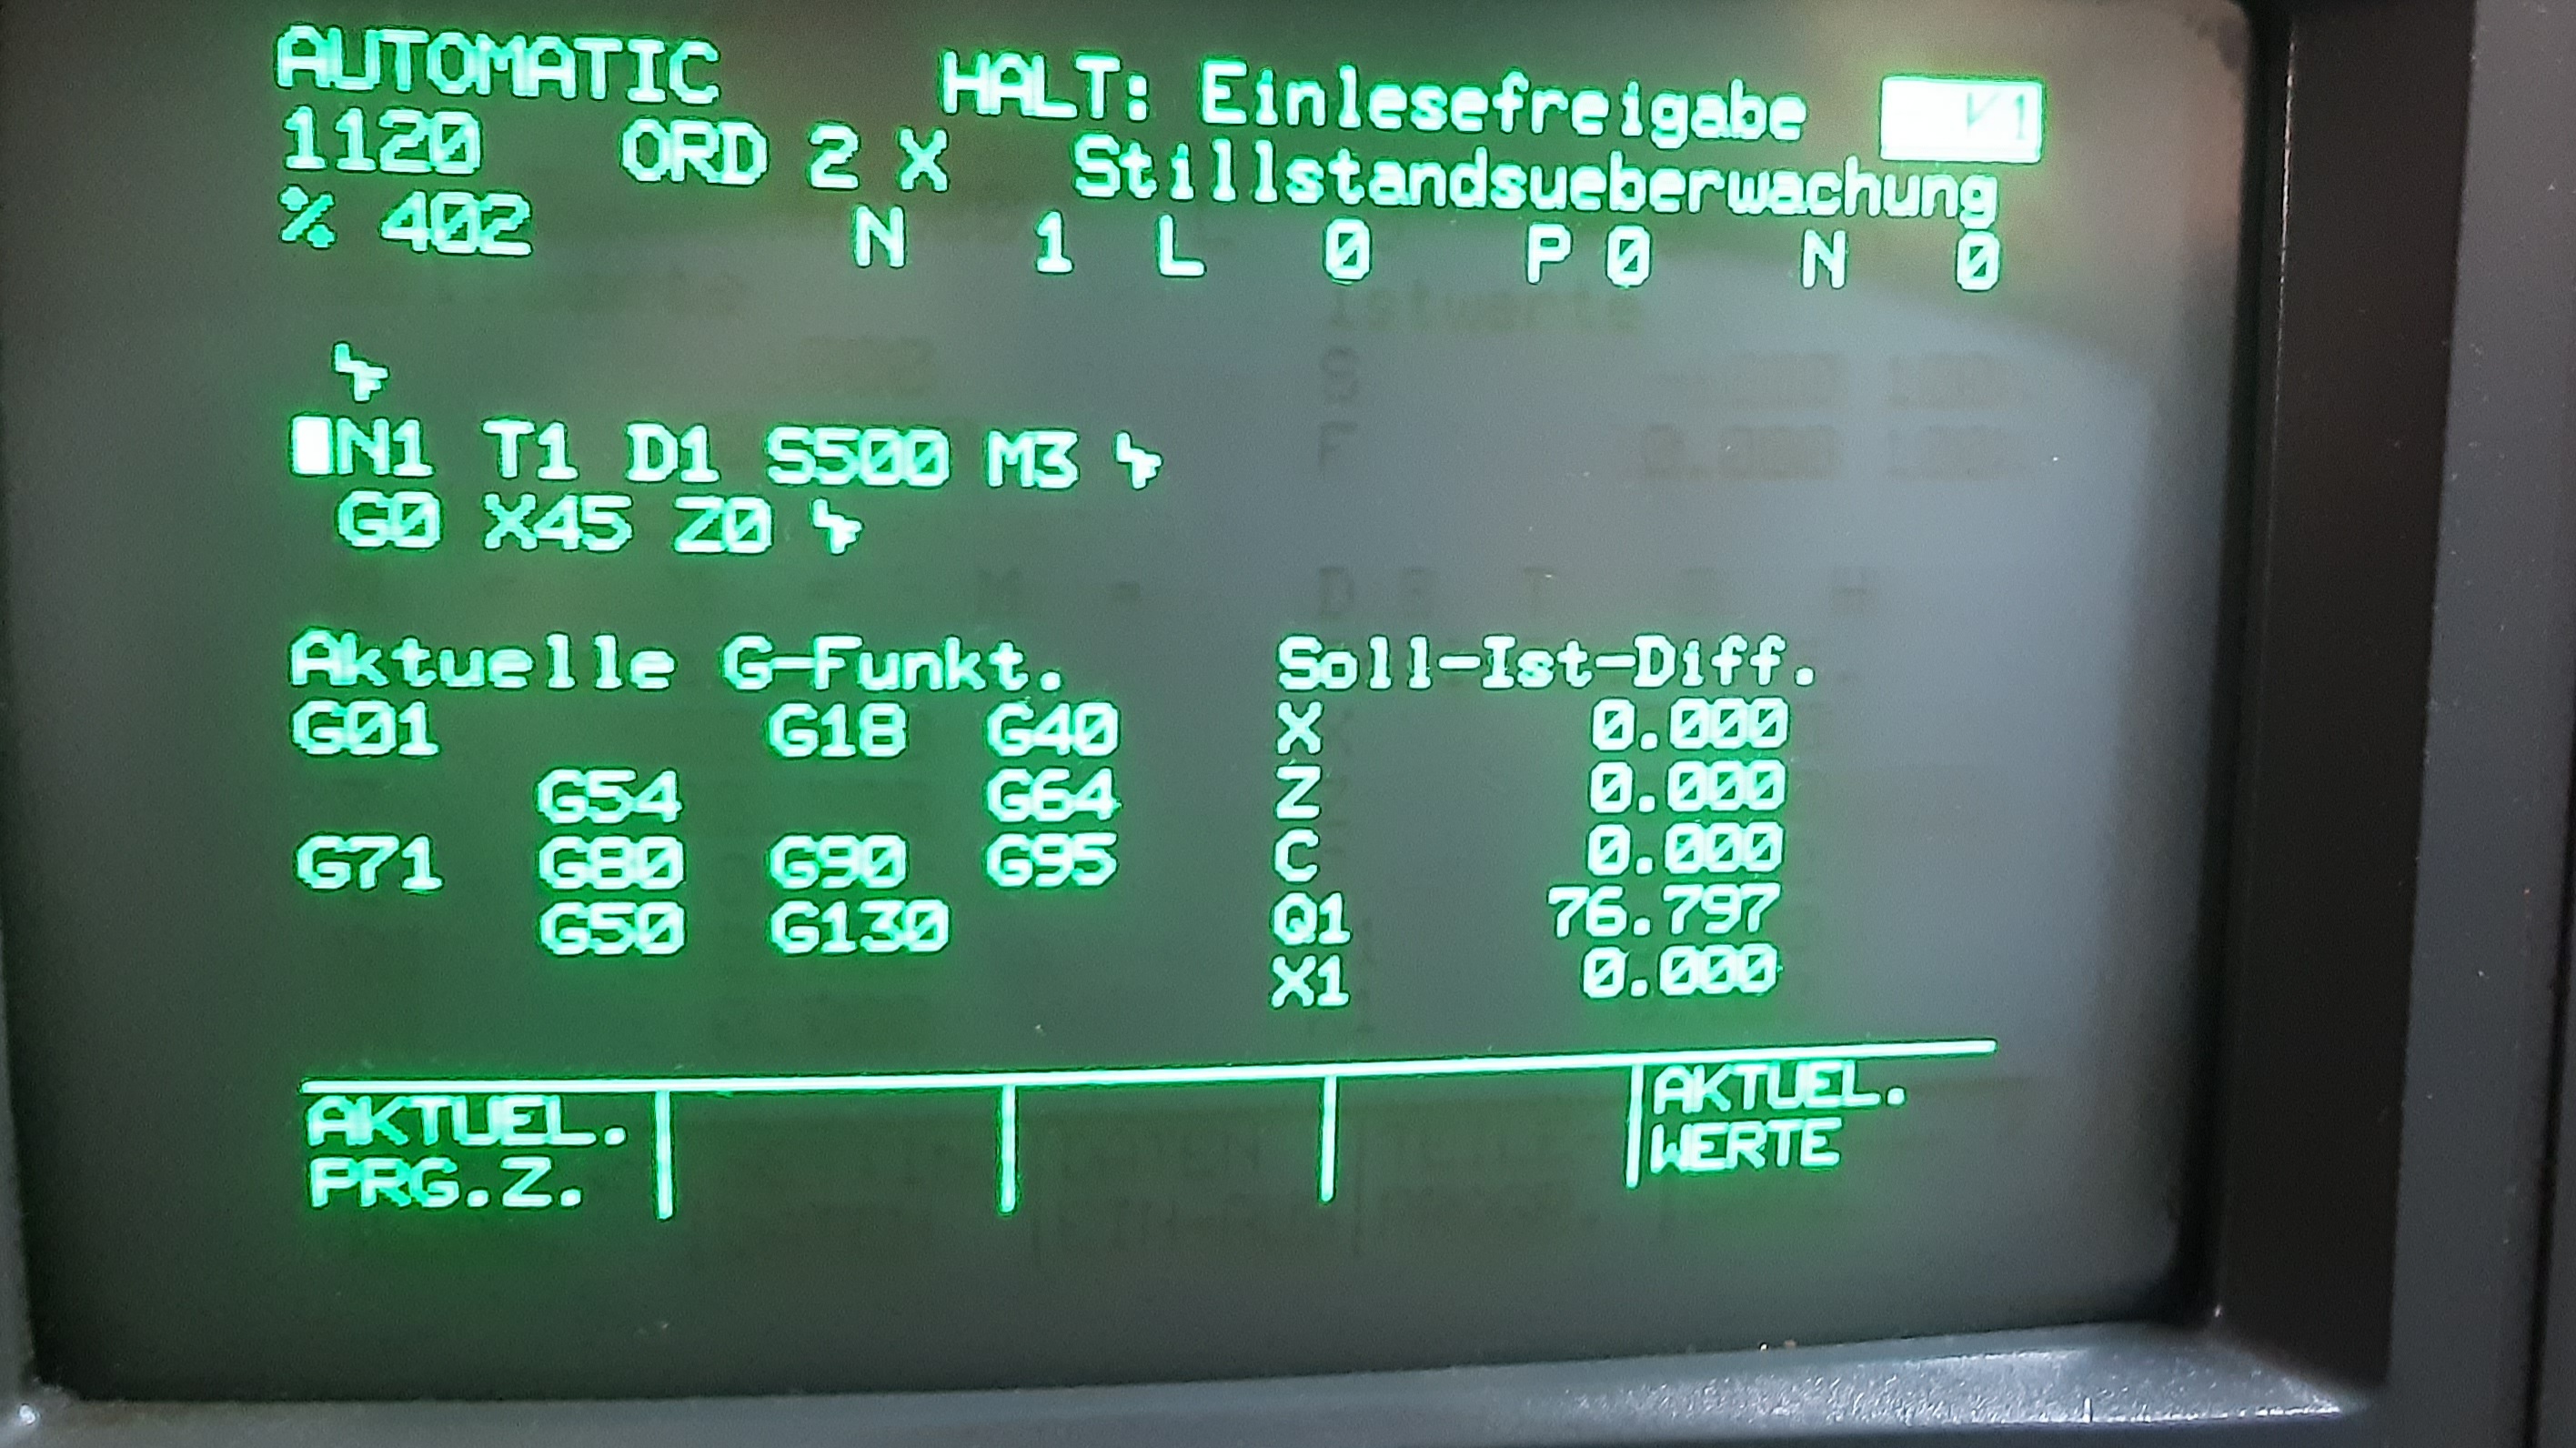 AUTOMATIC HALT: Einlesefreigabe
1120 ORD 2 X Stillstandsueberwachung
% 402 N 1 L 0 P0 N 0
N1 T1 D1 S500 M3
G0 X45 Z0
Aktuelle G-Funkt. Soll-Ist-Diff.
G01 G18 G40 X 0.000
G54 G64 Z 0.000
G71 G80 G90 G95 C 0.000
G50 G130 Q1 76.797
X1 0.000
AKTUEL. AKTUEL.
PRG.Z. WERTE